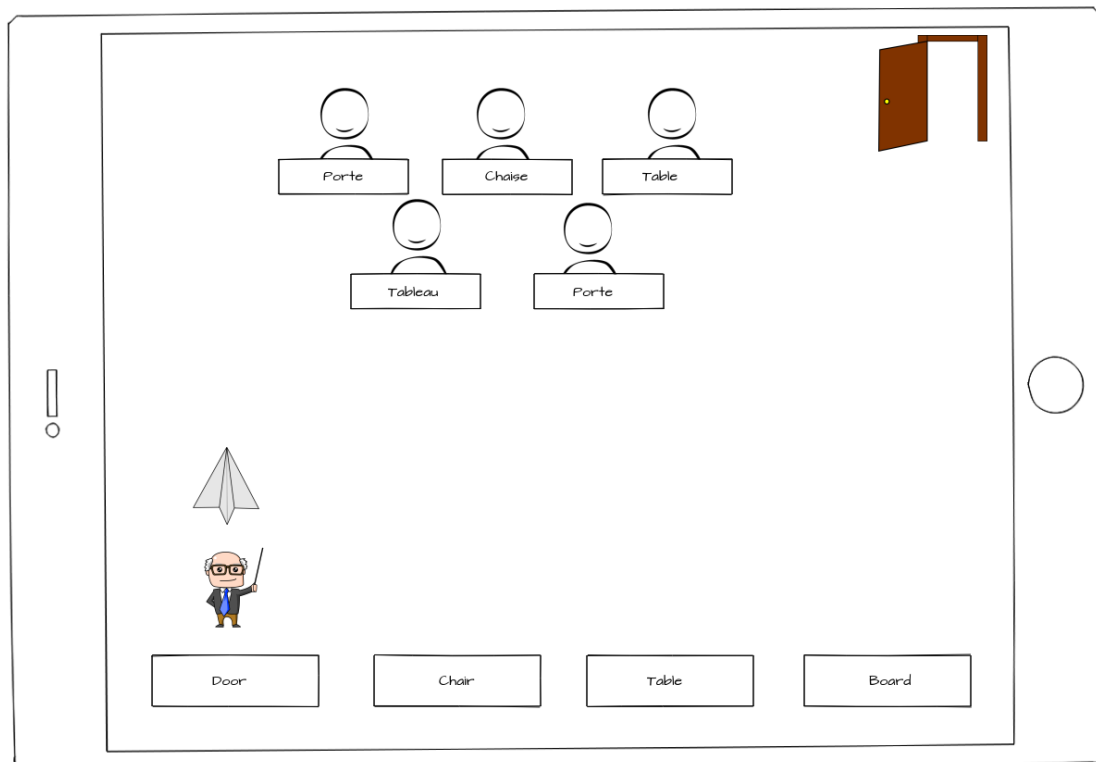 Porte
Chaise
Table
Tableau
Porte
Door
Chair
Table
Board